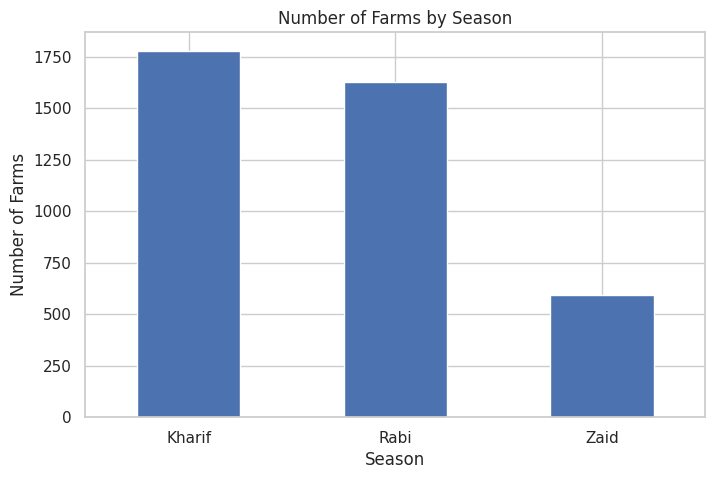 Number of Farms by Season
Number of Farms
1750
1500
1250
1000
750
500
250
0
Kharif Rabi Zaid
Season